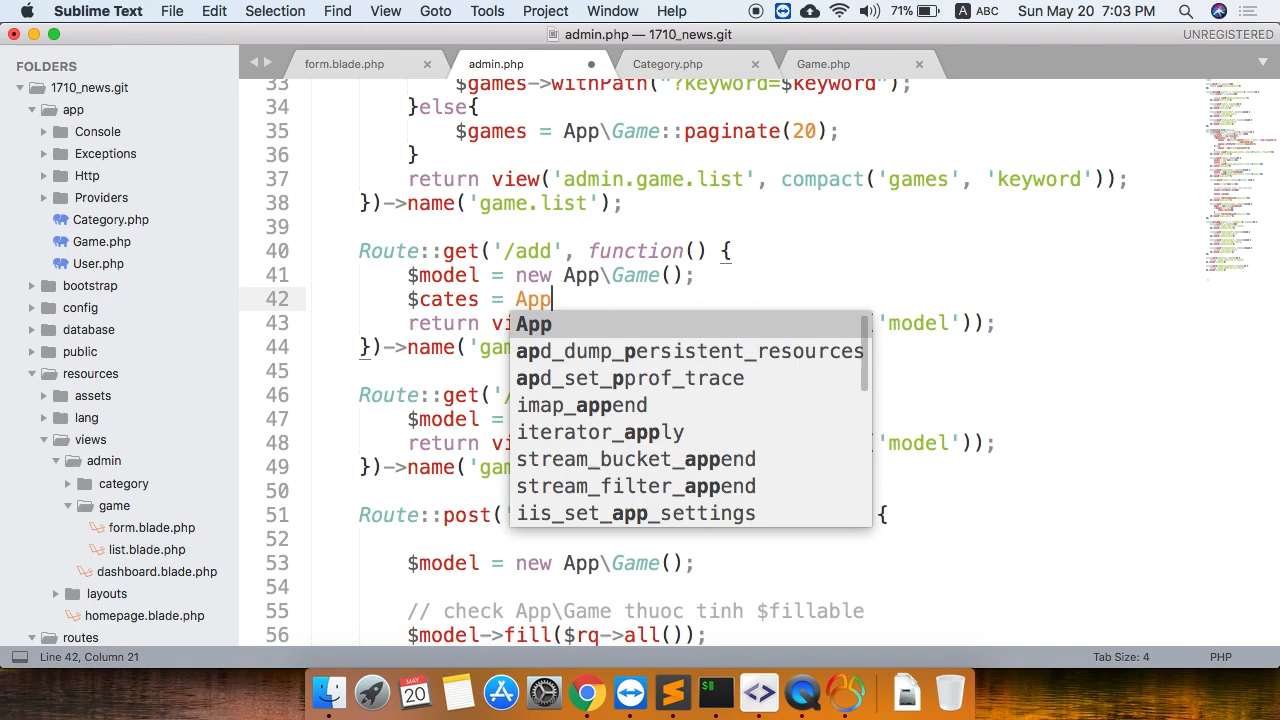 Sublime Text File Edit Selection Find View Goto Tools Project Window Help 71% A ABC Sun May 20 7:03 PM
admin.php — 1710_news.git UNREGISTERED
FOLDERS
form.blade.php × admin.php Category.php × Game.php ×
1710_news.git
app
Console
Exceptions
Http
Providers
Category.php
Game.php
User.php
bootstrap
config
database
public
resources
assets
lang
views
admin
category
game
form.blade.php
list.blade.php
dashboard.blade.php
layouts
homepage.blade.php
routes
33 $games->withPath("?keyword=$keyword");
34 }else{
35 $games = App\Game::paginate(20);
36 }
37 return view('admin.game.list', compact('games', 'keyword'));
38 })->name('game.list');
39
40 Route::get('/add', function() {
41 $model = new App\Game();
42 $cates = App
43 return vi 'model'));
44 })->name('gam
45
46 Route::get('/
47 $model =
48 return vi 'model'));
49 })->name('gam
50
51 Route::post(' {
52
53 $model = new App\Game();
54
55 // check App\Game thuoc tinh $fillable
56 $model->fill($rq->all());
App
apd_dump_persistent_resources
apd_set_pprof_trace
imap_append
iterator_apply
stream_bucket_append
stream_filter_append
iis_set_app_settings
Line 42, Column 21 Tab Size: 4 PHP
MAY
20